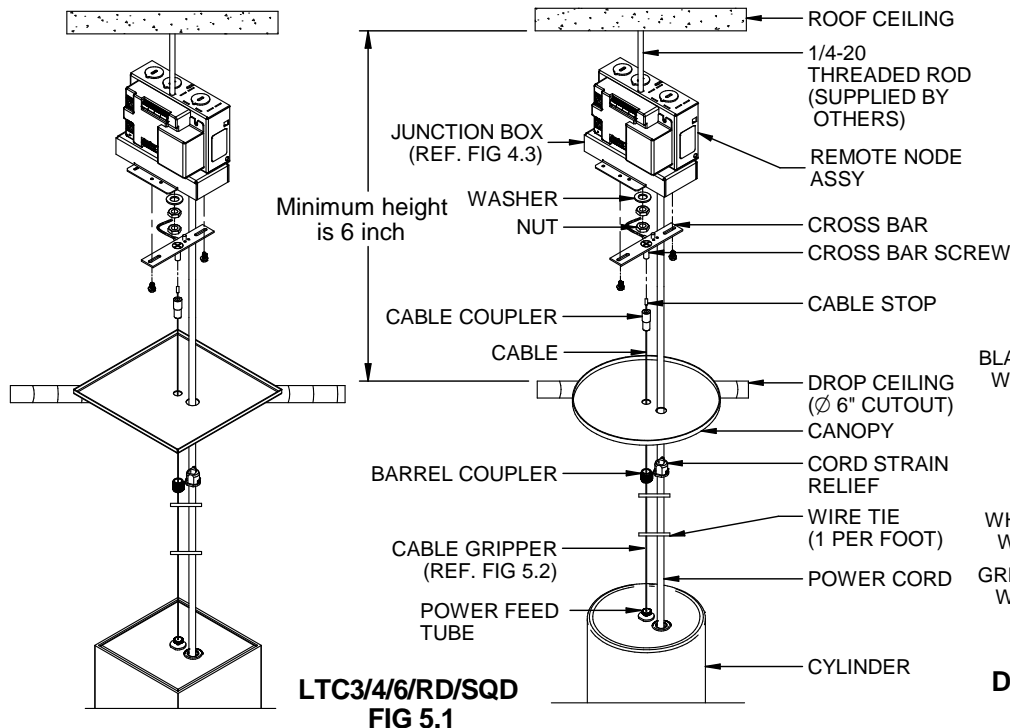 ROOF CEILING
1/4-20
THREADED ROD
(SUPPLIED BY
OTHERS)
JUNCTION BOX
(REF. FIG 4.3)
REMOTE NODE
ASSY
WASHER
Minimum height
is 6 inch
NUT
CROSS BAR
CROSS BAR SCREW
CABLE STOP
CABLE COUPLER
CABLE
BLA
W
DROP CEILING
(Ø 6" CUTOUT)
CANOPY
BARREL COUPLER
CORD STRAIN
RELIEF
WIRE TIE
(1 PER FOOT)
WH
W
CABLE GRIPPER
(REF. FIG 5.2)
POWER CORD
GRE
W
POWER FEED
TUBE
CYLINDER
LTC3/4/6/RD/SQD
FIG 5.1
D